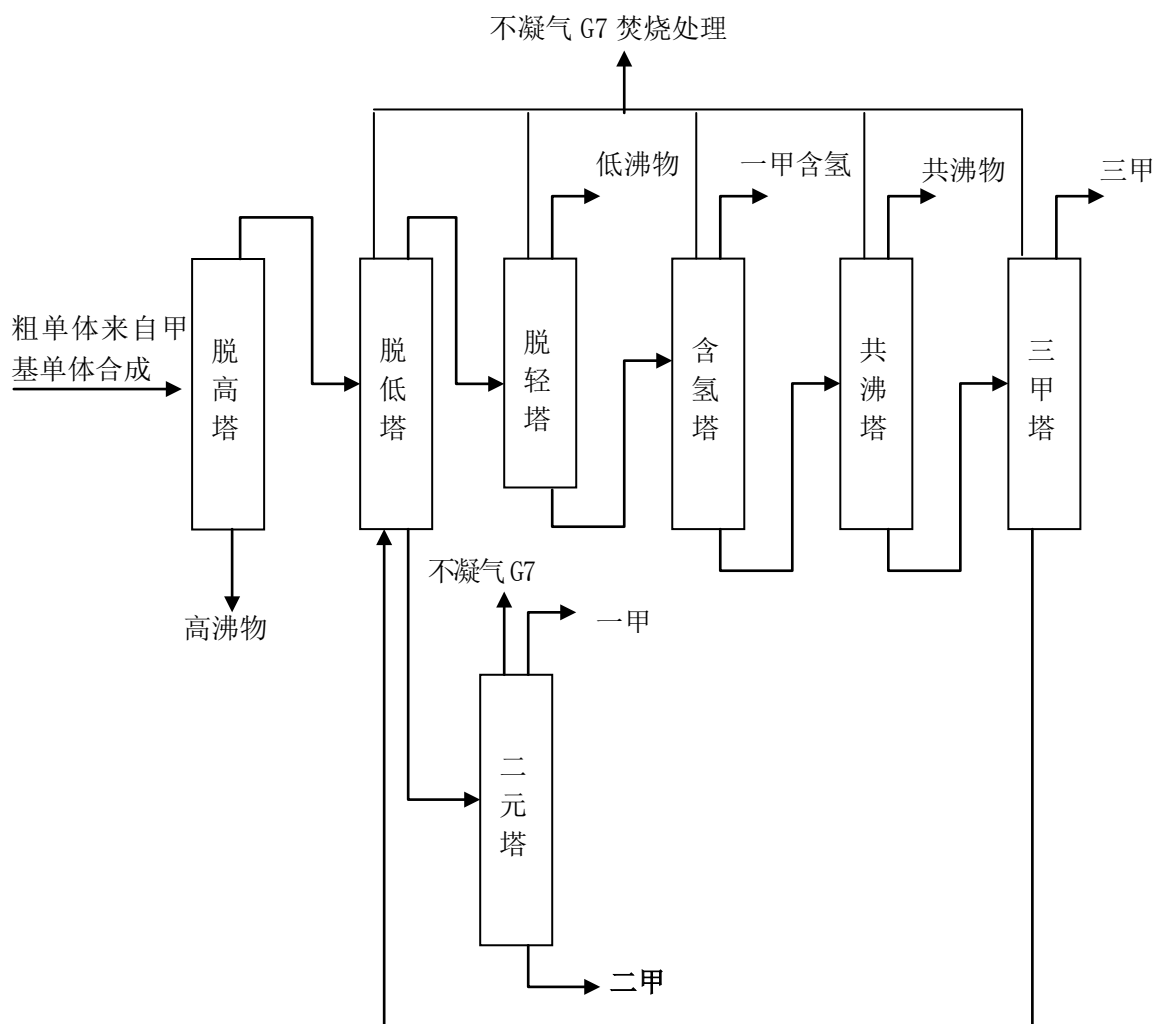 不凝气 G7 焚烧处理
低沸物
一甲含氢
共沸物
三甲
粗单体来自甲
基单体合成
脱高塔
脱低塔
脱轻塔
含氢塔
共沸塔
三甲塔
不凝气 G7
一甲
高沸物
二元塔
二甲